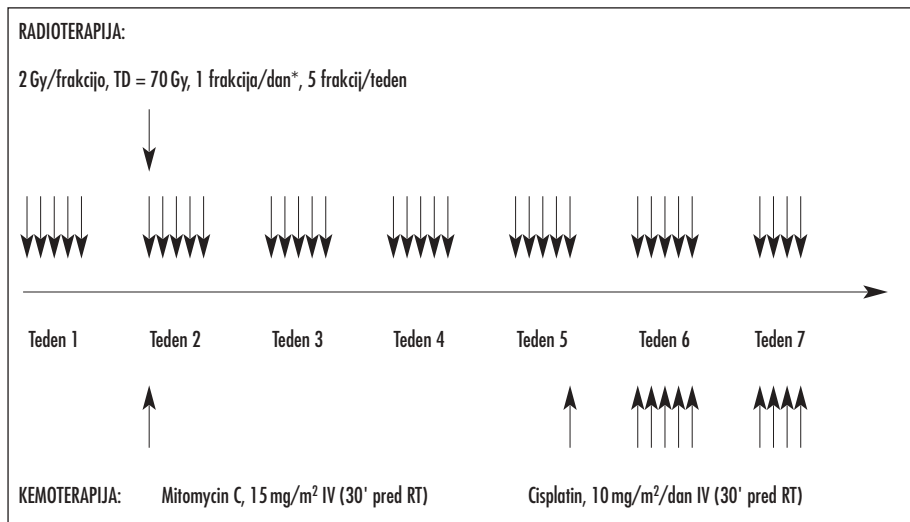 RADIOTERAPIJA:
2 Gy/frakcijo, TD = 70 Gy, 1 frakcija/dan*, 5 frakcij/teden
Teden 1 Teden 2 Teden 3 Teden 4 Teden 5 Teden 6 Teden 7
KEMOTERAPIJA: Mitomycin C, 15 mg/m² IV (30' pred RT) Cisplatin, 10 mg/m²/dan IV (30' pred RT)